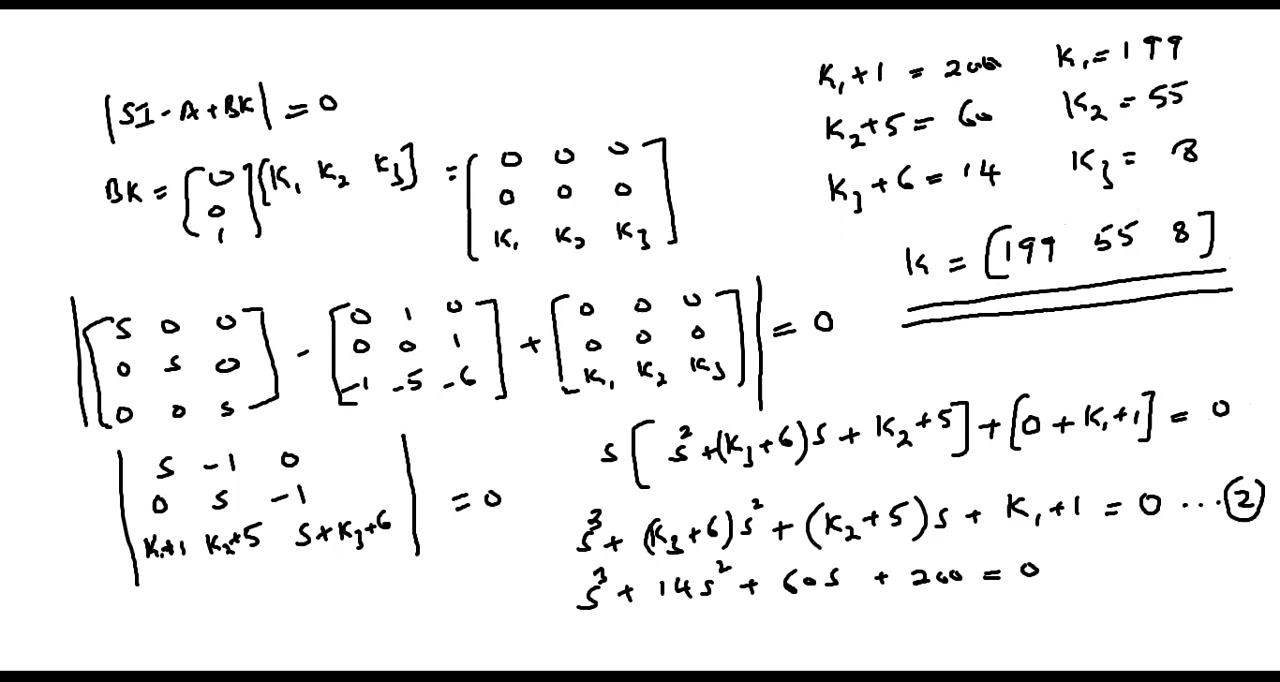 |SI - A + BK| = 0
BK = [0 0 1] [K₁ K₂ K₃] = [0 0 0
0 0 0
K₁ K₂ K₃]
|[S 0 0
0 S 0
0 0 S] - [0 1 0
0 0 1
-1 -5 -6] + [0 0 0
0 0 0
K₁ K₂ K₃]| = 0
|S -1 0
0 S -1
K₁+1 K₂+5 S+K₃+6| = 0
K₁+1 = 200 K₁ = 199
K₂+5 = 60 K₂ = 55
K₃+6 = 14 K₃ = 8
K = [199 55 8]
S[S²+(K₃+6)S + K₂+5] + [0 + K₁+1] = 0
S³ + (K₃+6)S² + (K₂+5)S + K₁+1 = 0 ...②
S³ + 14S² + 60S + 200 = 0